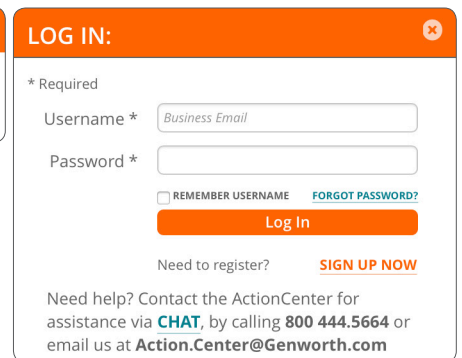 LOG IN:
* Required
Username * Business Email
Password *
REMEMBER USERNAME FORGOT PASSWORD?
Log In
Need to register? SIGN UP NOW
Need help? Contact the ActionCenter for
assistance via CHAT, by calling 800 444.5664 or
email us at Action.Center@Genworth.com